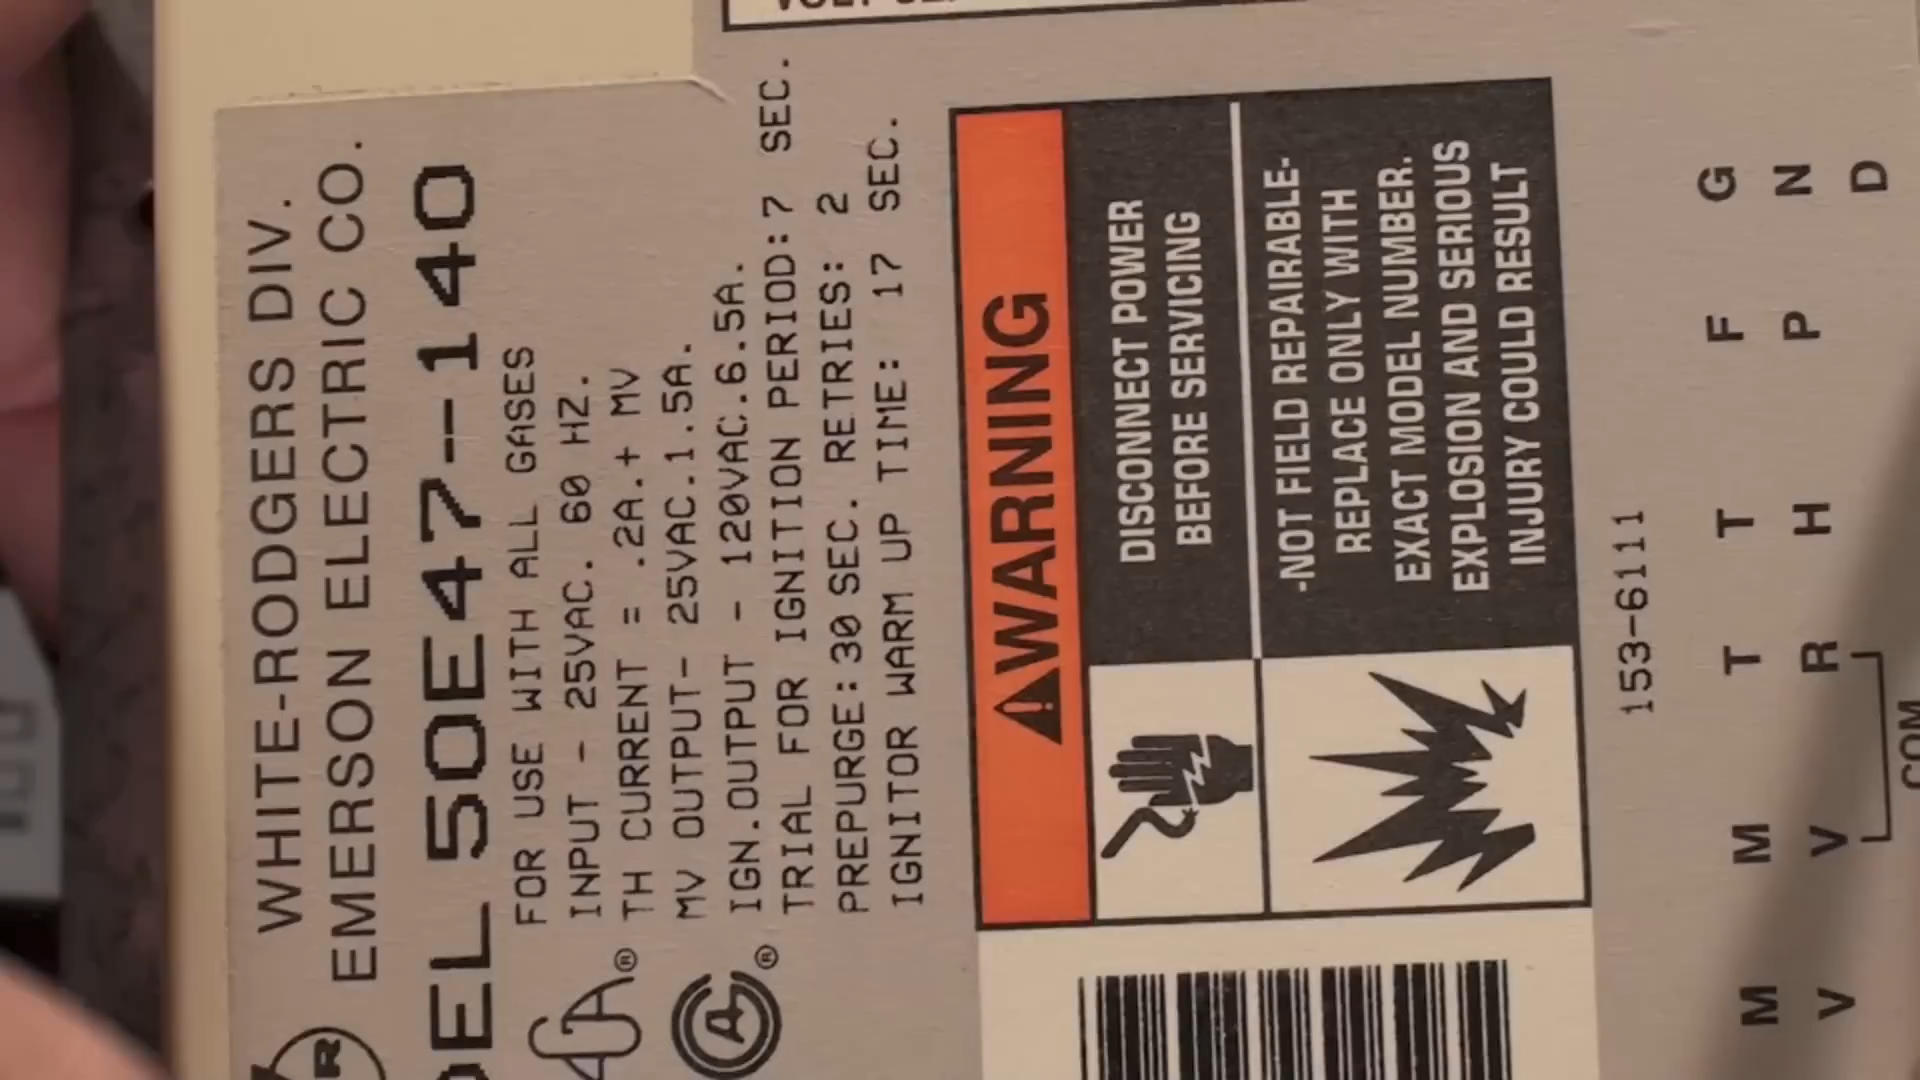 WHITE-RODGERS DIV.
EMERSON ELECTRIC CO.
50E47--140
FOR USE WITH ALL GASES
INPUT - 25VAC. 60 HZ.
TH CURRENT = .2A.+ MV
MV OUTPUT- 25VAC.1.5A.
IGN.OUTPUT - 120VAC.6.5A.
TRIAL FOR IGNITION PERIOD:7 SEC.
PREPURGE:30 SEC. RETRIES: 2
IGNITOR WARM UP TIME: 17 SEC.
R
®
®
WARNING
DISCONNECT POWER
BEFORE SERVICING
-NOT FIELD REPAIRABLE-
REPLACE ONLY WITH
EXACT MODEL NUMBER.
EXPLOSION AND SERIOUS
INJURY COULD RESULT
153-6111
M M T T F G
V V R H P N
D
COM